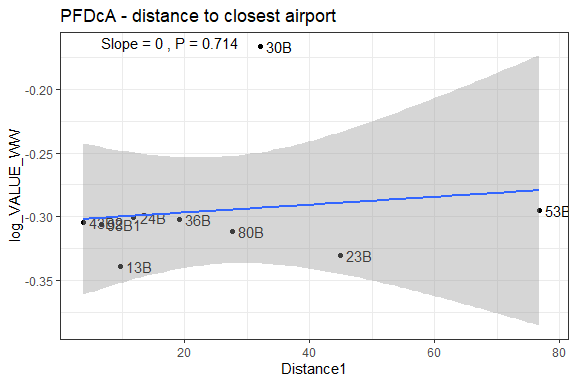 PFDcA - distance to closest airport
Slope = 0 , P = 0.714
30B
-0.20
-0.25
-0.30
-0.35
log_VALUE_WW
24B
36B
80B
13B
23B
53B
20
40
60
80
Distance1